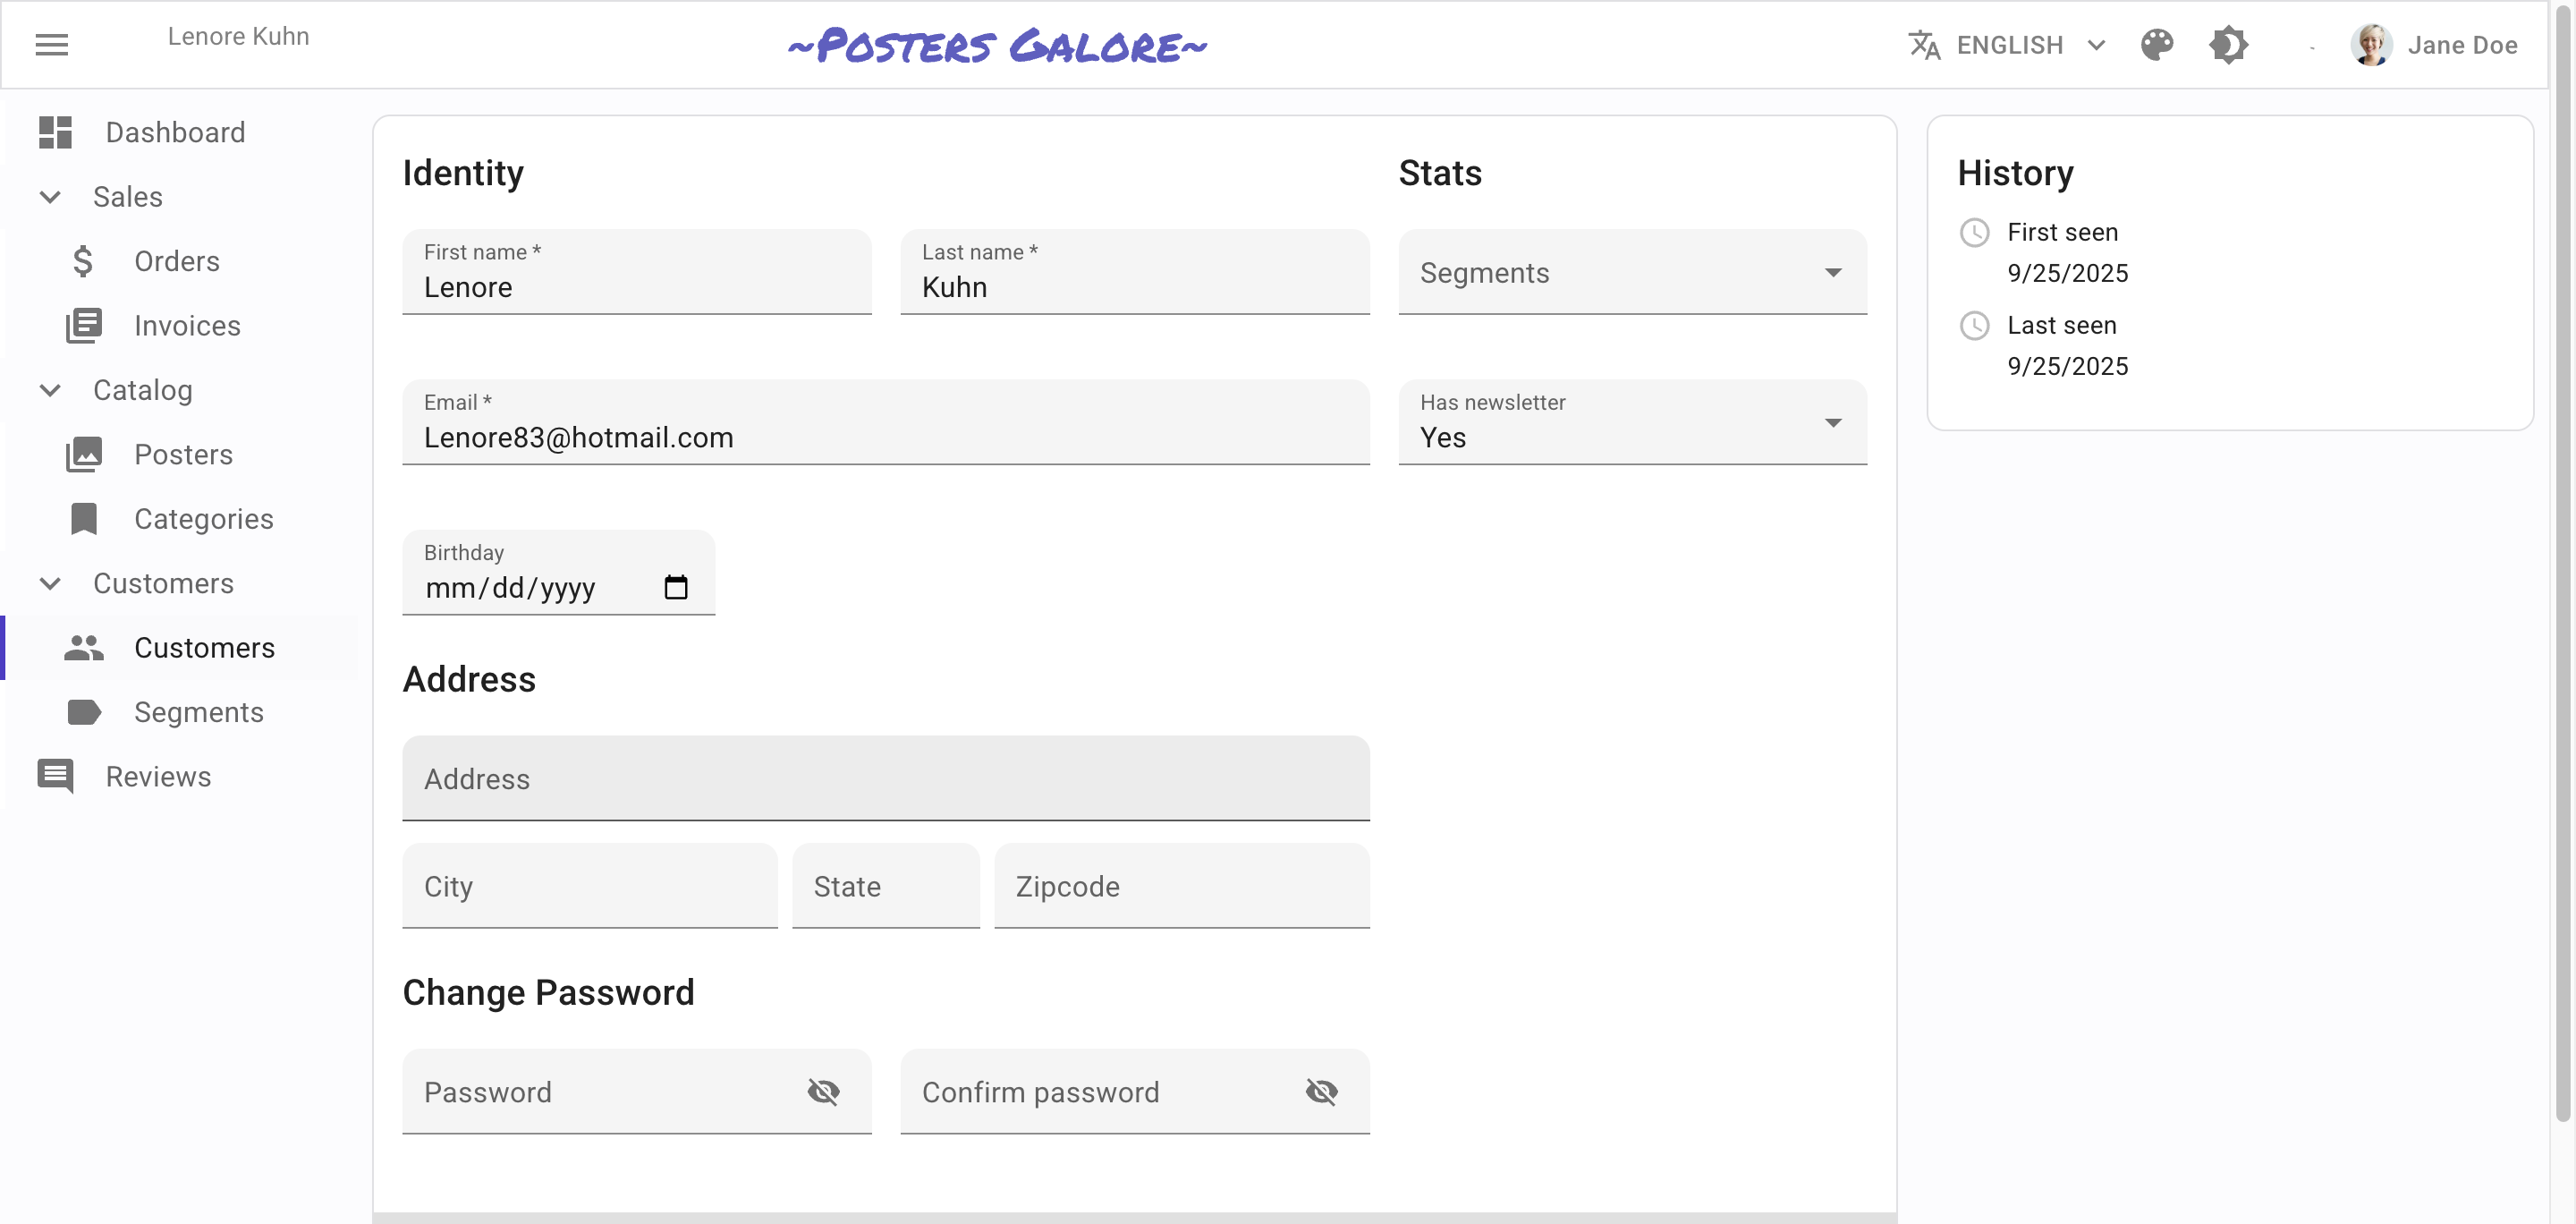 Lenore Kuhn
~Posters Galore~
ENGLISH
Jane Doe
Dashboard
Sales
Orders
Invoices
Catalog
Posters
Categories
Customers
Customers
Segments
Reviews
Identity
First name *
Lenore
Last name *
Kuhn
Email *
Lenore83@hotmail.com
Birthday
mm/dd/yyyy
Address
Address
City
State
Zipcode
Change Password
Password
Confirm password
Stats
Segments
Has newsletter
Yes
History
First seen
9/25/2025
Last seen
9/25/2025